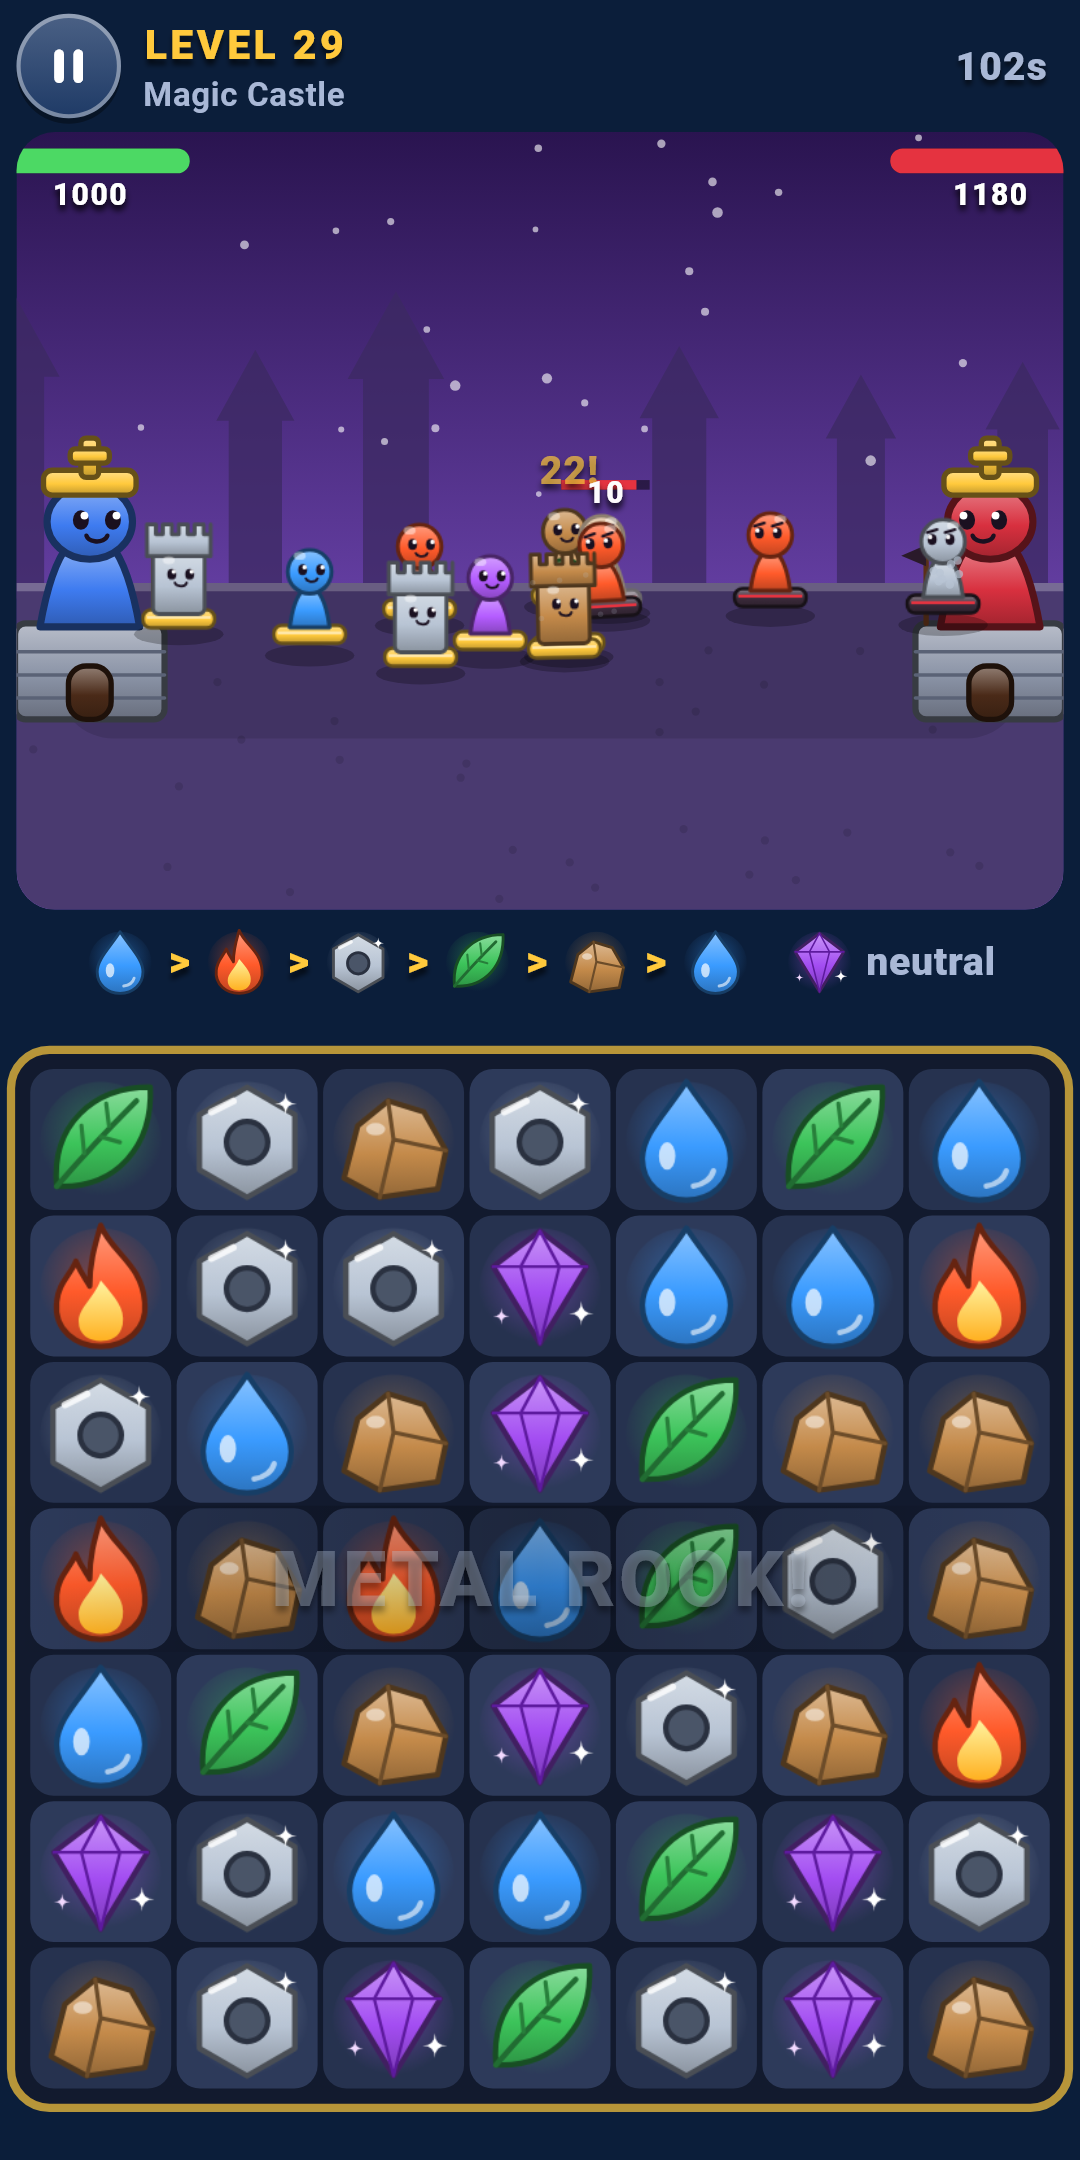 LEVEL 29
Magic Castle
102s
1000
1180
22!
10
> > > > > neutral
METAL ROOK!